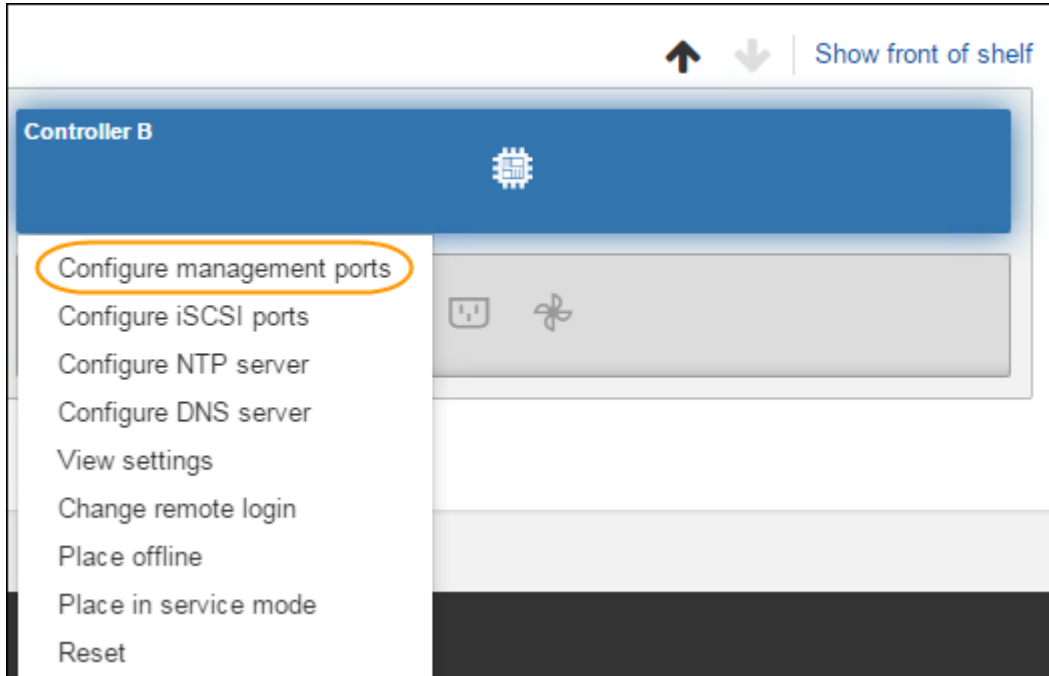 Show front of shelf
Controller B
Configure management ports
Configure iSCSI ports
Configure NTP server
Configure DNS server
View settings
Change remote login
Place offline
Place in service mode
Reset